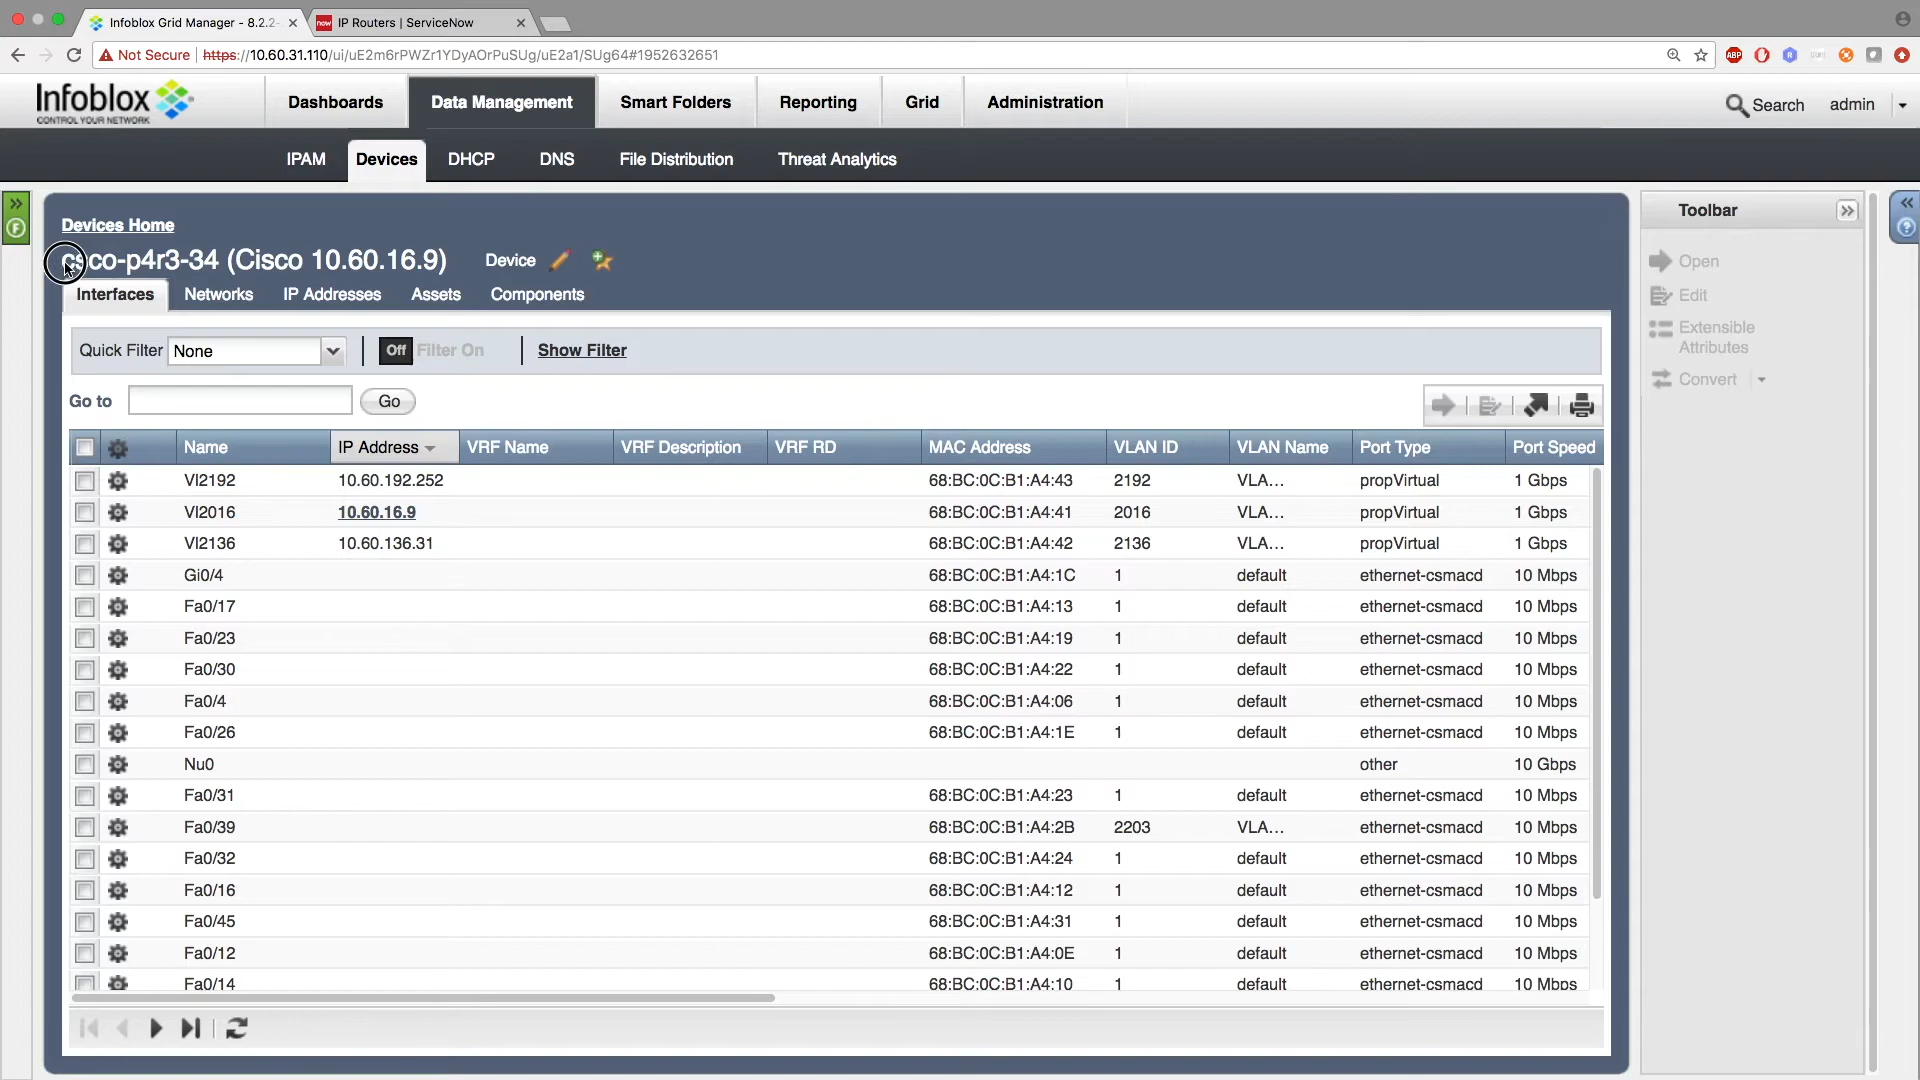 Infoblox Grid Manager - 8.2.2-
now IP Routers | ServiceNow
Not Secure | https://10.60.31.110/ui/uE2m6rPWZr1YDyAOrPuSUg/uE2a1/SUg64#1952632651
ABP
Infoblox
CONTROL YOUR NETWORK
Dashboards Data Management Smart Folders Reporting Grid Administration
Search admin
IPAM Devices DHCP DNS File Distribution Threat Analytics
Devices Home
csco-p4r3-34 (Cisco 10.60.16.9) Device
Interfaces Networks IP Addresses Assets Components
Quick Filter None Off Filter On Show Filter
Go to Go
Name IP Address VRF Name VRF Description VRF RD MAC Address VLAN ID VLAN Name Port Type Port Speed
Vl2192 10.60.192.252 68:BC:0C:B1:A4:43 2192 VLA... propVirtual 1 Gbps
Vl2016 10.60.16.9 68:BC:0C:B1:A4:41 2016 VLA... propVirtual 1 Gbps
Vl2136 10.60.136.31 68:BC:0C:B1:A4:42 2136 VLA... propVirtual 1 Gbps
Gi0/4 68:BC:0C:B1:A4:1C 1 default ethernet-csmacd 10 Mbps
Fa0/17 68:BC:0C:B1:A4:13 1 default ethernet-csmacd 10 Mbps
Fa0/23 68:BC:0C:B1:A4:19 1 default ethernet-csmacd 10 Mbps
Fa0/30 68:BC:0C:B1:A4:22 1 default ethernet-csmacd 10 Mbps
Fa0/4 68:BC:0C:B1:A4:06 1 default ethernet-csmacd 10 Mbps
Fa0/26 68:BC:0C:B1:A4:1E 1 default ethernet-csmacd 10 Mbps
Nu0 other 10 Gbps
Fa0/31 68:BC:0C:B1:A4:23 1 default ethernet-csmacd 10 Mbps
Fa0/39 68:BC:0C:B1:A4:2B 2203 VLA... ethernet-csmacd 10 Mbps
Fa0/32 68:BC:0C:B1:A4:24 1 default ethernet-csmacd 10 Mbps
Fa0/16 68:BC:0C:B1:A4:12 1 default ethernet-csmacd 10 Mbps
Fa0/45 68:BC:0C:B1:A4:31 1 default ethernet-csmacd 10 Mbps
Fa0/12 68:BC:0C:B1:A4:0E 1 default ethernet-csmacd 10 Mbps
Fa0/14 68:BC:0C:B1:A4:10 1 default ethernet-csmacd 10 Mbps
Toolbar
Open
Edit
Extensible
Attributes
Convert